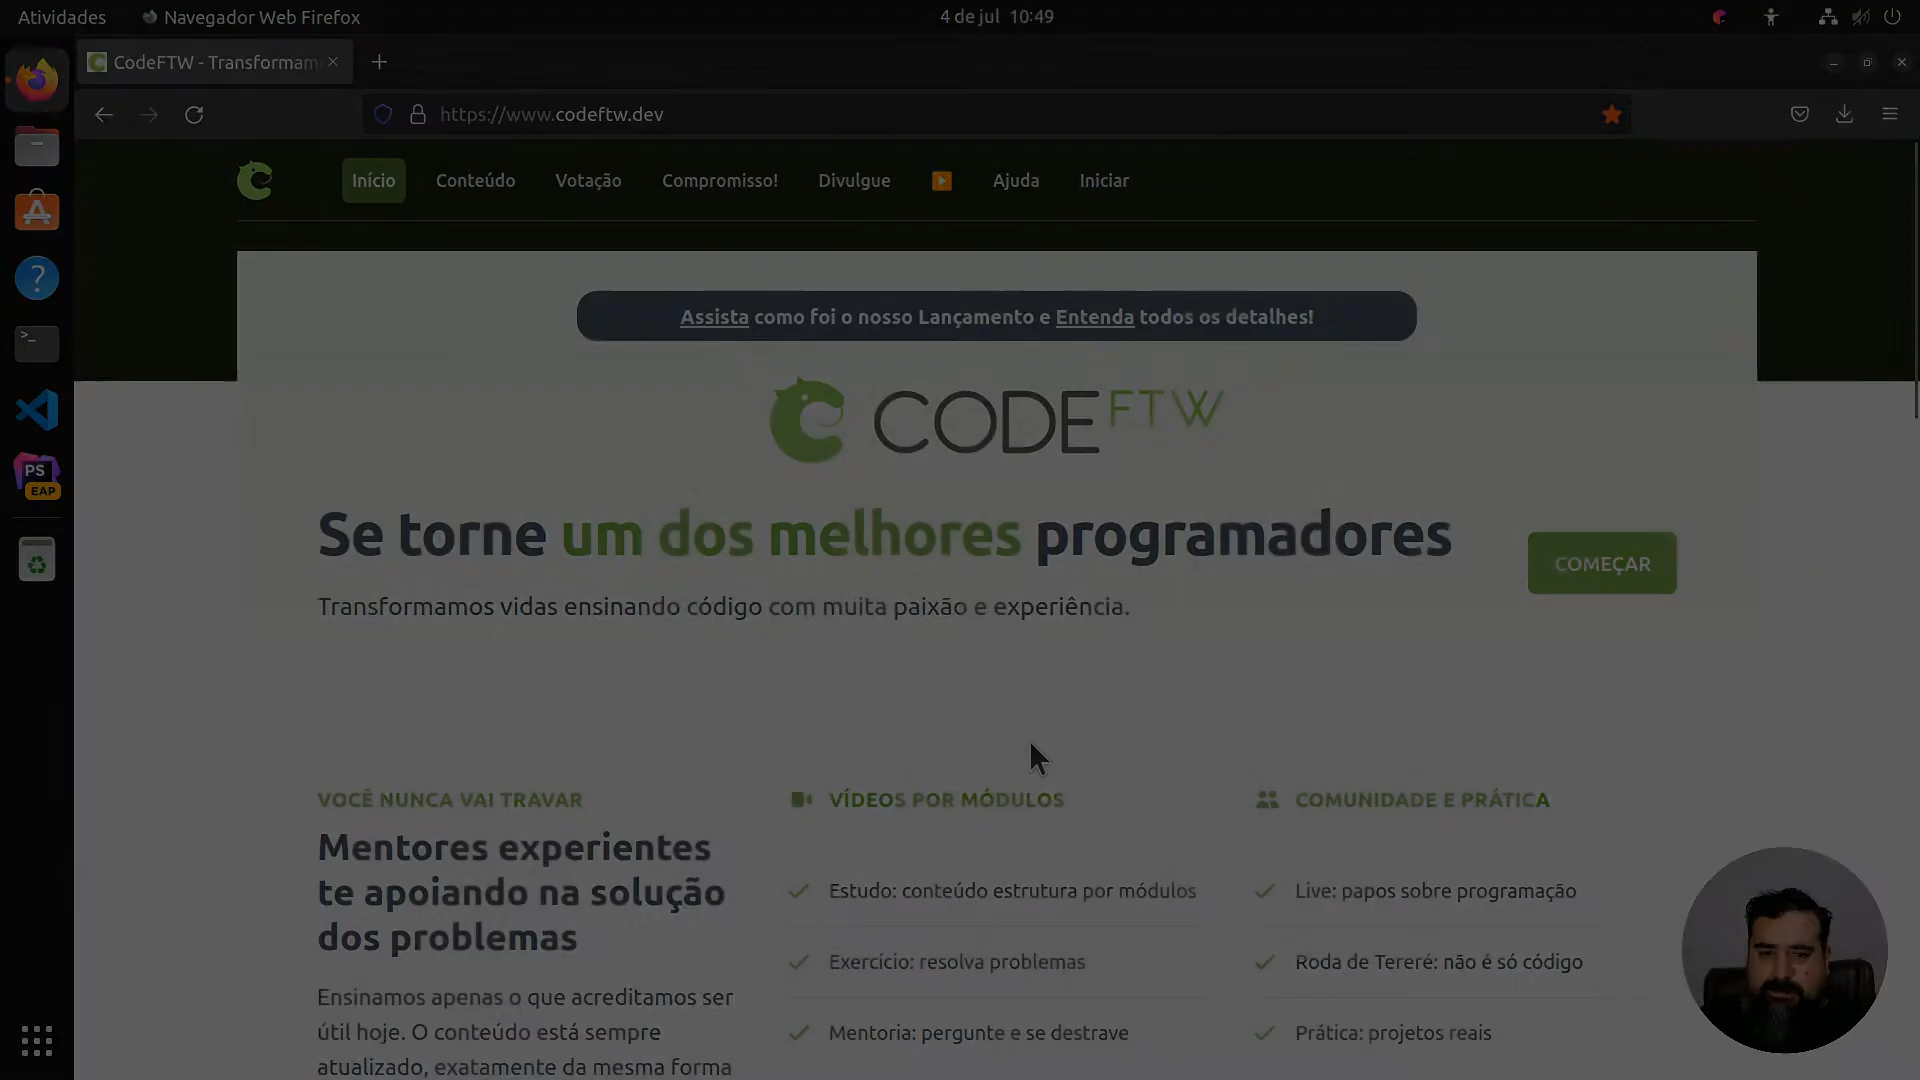 Atividades
Navegador Web Firefox
4 de jul 10:49
CodeFTW - Transformam
https://www.codeftw.dev
Início
Conteúdo
Votação
Compromisso!
Divulgue
Ajuda
Iniciar
Assista como foi o nosso Lançamento e Entenda todos os detalhes!
CODEFTW
Se torne um dos melhores programadores
Transformamos vidas ensinando código com muita paixão e experiência.
COMEÇAR
PS
EAP
VOCÊ NUNCA VAI TRAVAR
Mentores experientes
te apoiando na solução
dos problemas
Ensinamos apenas o que acreditamos ser
útil hoje. O conteúdo está sempre
atualizado, exatamente da mesma forma
VÍDEOS POR MÓDULOS
Estudo: conteúdo estrutura por módulos
Exercício: resolva problemas
Mentoria: pergunte e se destrave
COMUNIDADE E PRÁTICA
Live: papos sobre programação
Roda de Tereré: não é só código
Prática: projetos reais